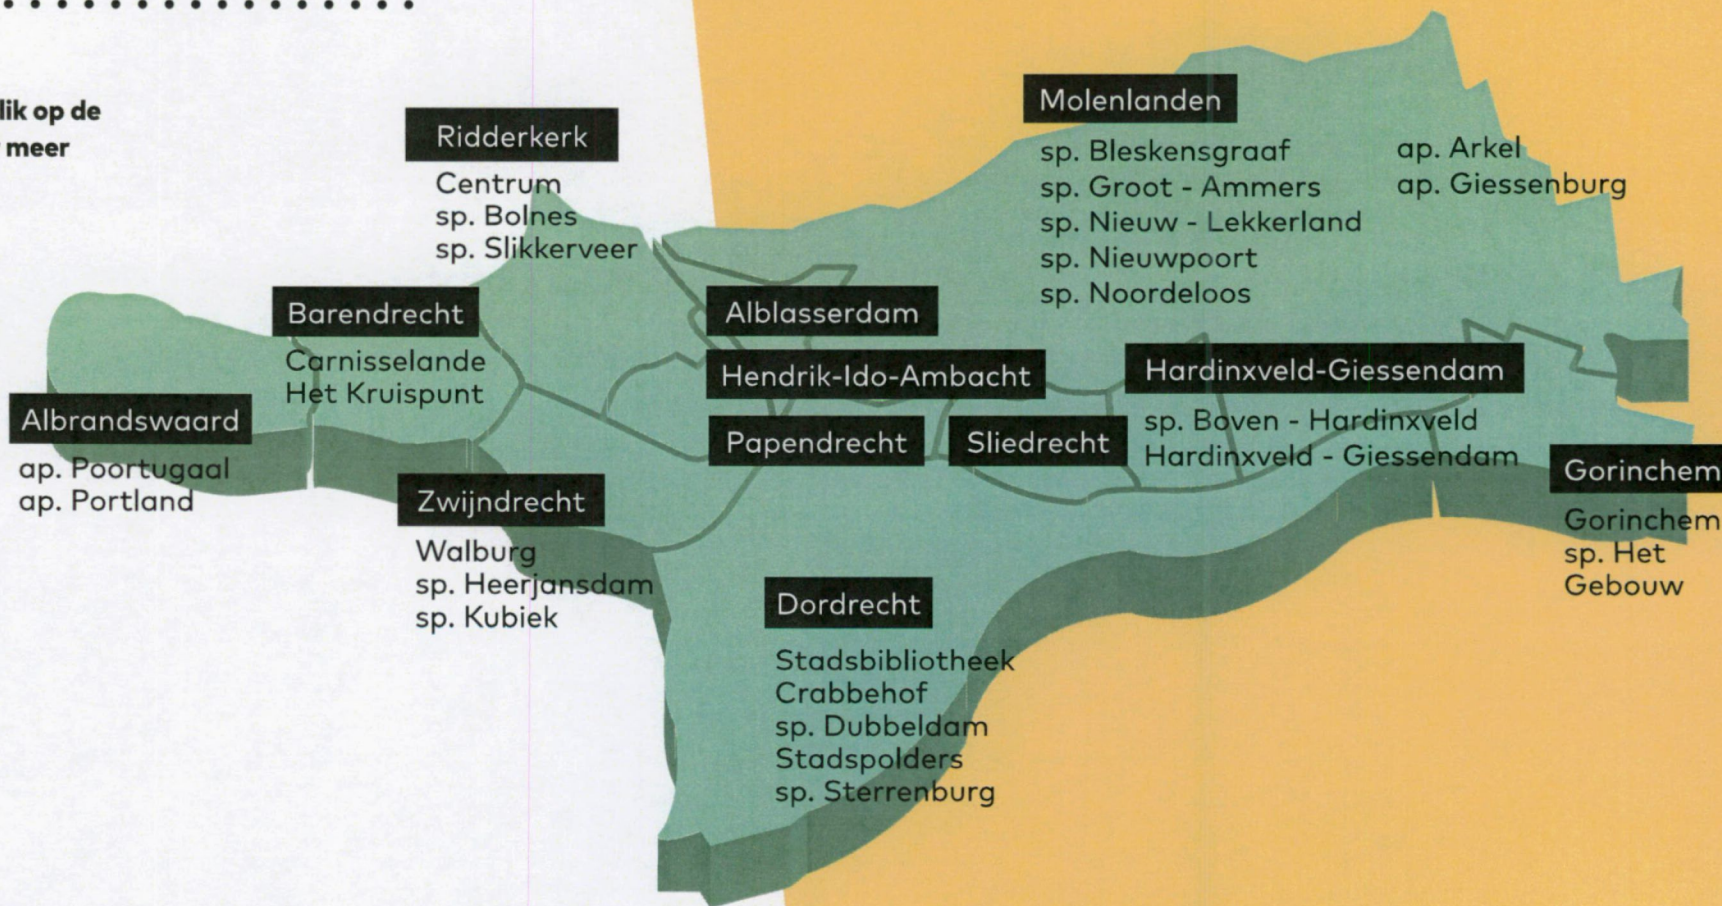 lik op de
meer
Ridderkerk
Centrum
sp. Bolnes
sp. Slikkerveer
Molenlanden
sp. Bleskensgraaf
sp. Groot - Ammers
sp. Nieuw - Lekkerland
sp. Nieuwpoort
sp. Noordeloos
ap. Arkel
ap. Giessenburg
Barendrecht
Carnisselande
Het Kruispunt
Alblasserdam
Hendrik-Ido-Ambacht
Hardinxveld-Giessendam
sp. Boven - Hardinxveld
Hardinxveld - Giessendam
Albrandswaard
ap. Poortugaal
ap. Portland
Papendrecht
Sliedrecht
Gorinchem
Gorinchem
sp. Het
Gebouw
Zwijndrecht
Walburg
sp. Heerjansdam
sp. Kubiek
Dordrecht
Stadsbibliotheek
Crabbehof
sp. Dubbeldam
Stadspolders
sp. Sterrenburg